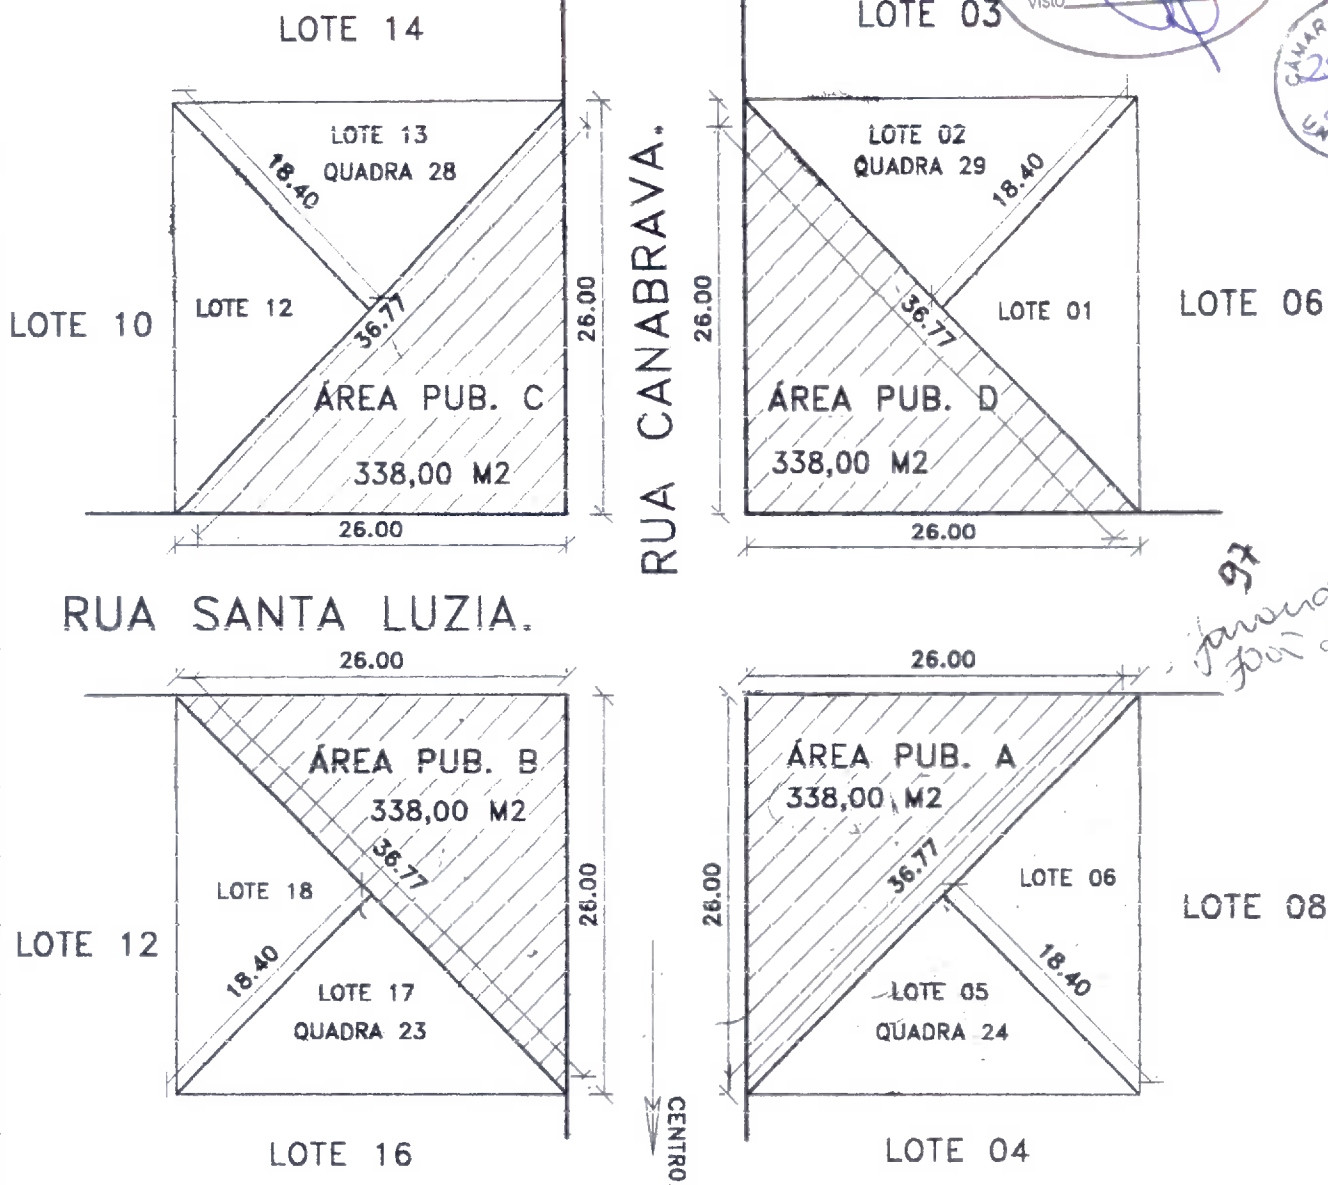 LOTE 14
LOTE 03
VISTO
LOTE 13
QUADRA 28
18.40
LOTE 12
LOTE 10
36.77
ÁREA PUB. C
338,00 M2
26.00
26.00
RUA CANABRAVA.
LOTE 02
QUADRA 29
18.40
LOTE 01
LOTE 06
26.00
36.77
ÁREA PUB. D
338,00 M2
26.00
97
RUA SANTA LUZIA.
26.00
ÁREA PUB. B
338,00 M2
36.77
26.00
LOTE 18
LOTE 12
18.40
LOTE 17
QUADRA 23
LOTE 16
CENTRO
26.00
ÁREA PUB. A
338,00 M2
36.77
26.00
LOTE 06
LOTE 08
18.40
LOTE 05
QUADRA 24
LOTE 04